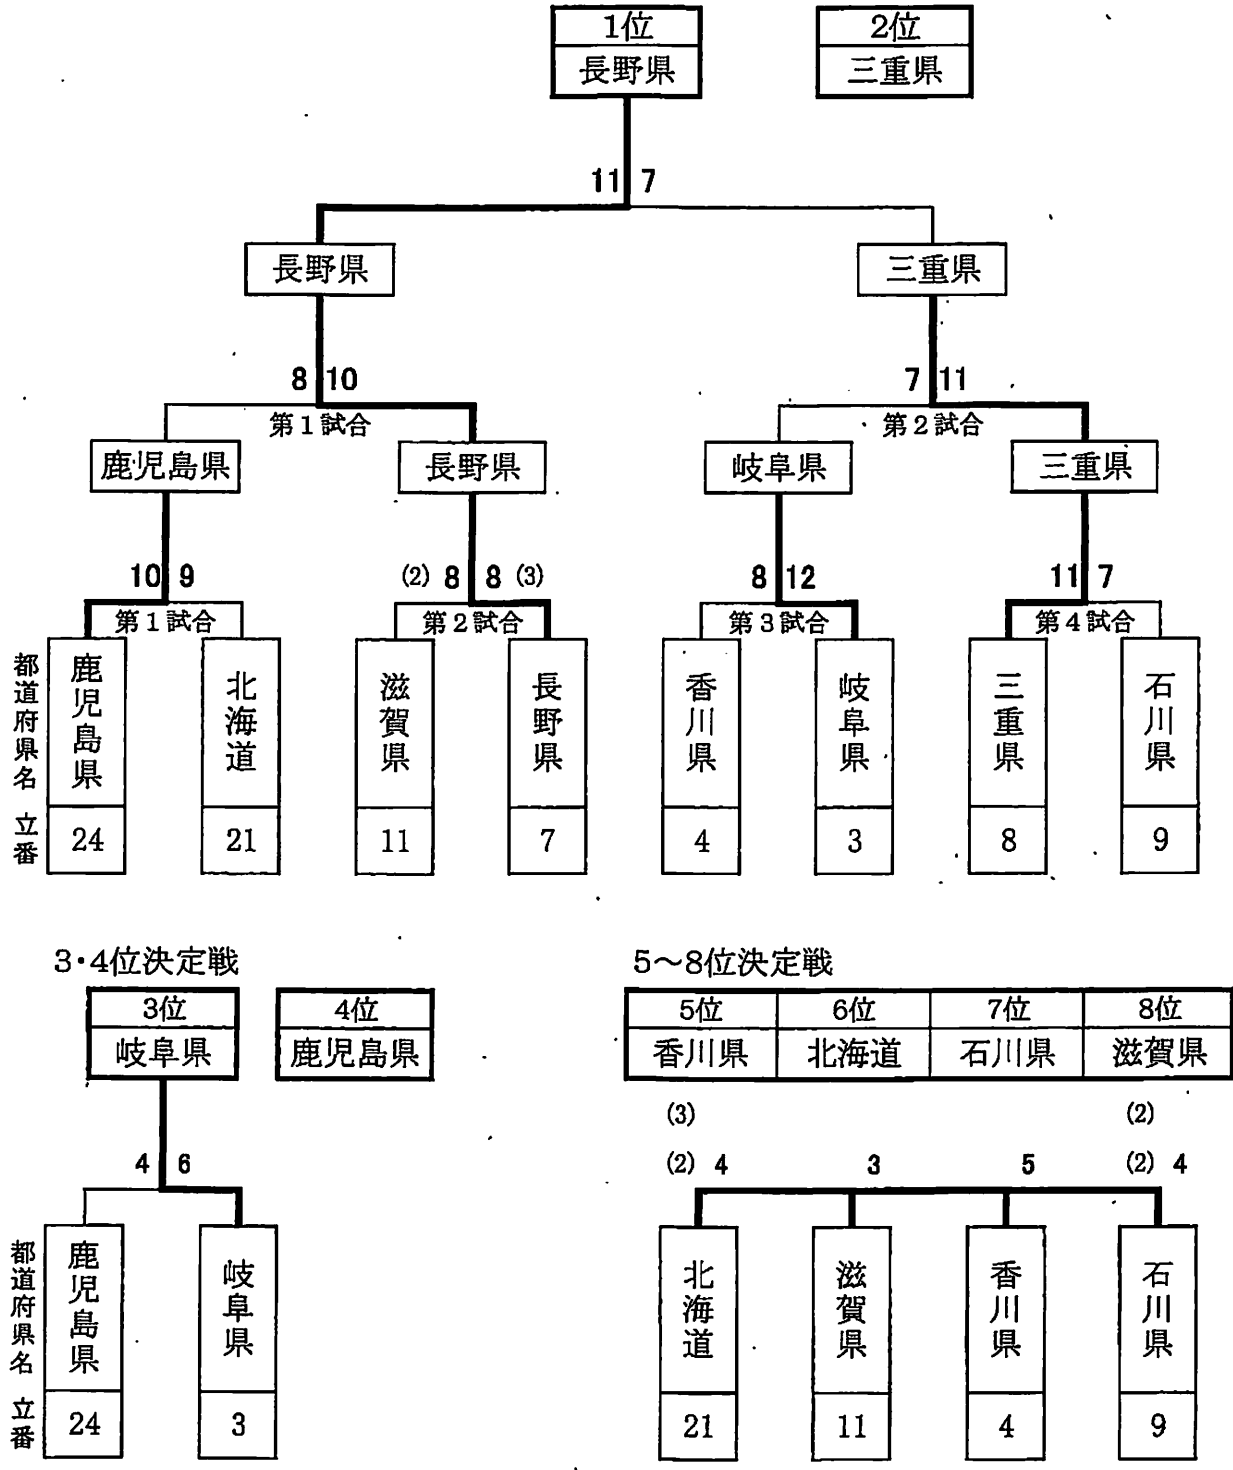 1位 2位
長野県 三重県
11 7
長野県 三重県
8 10 7 11
第1試合 第2試合
鹿児島県 長野県 岐阜県 三重県
10 9 (2) 8 8 (3) 8 12 11 7
第1試合 第2試合 第3試合 第4試合
都道府県名 鹿児島県 北海道 滋賀県 長野県 香川県 岐阜県 三重県 石川県
立番 24 21 11 7 4 3 8 9
3・4位決定戦
3位 4位
岐阜県 鹿児島県
4 6
都道府県名 鹿児島県 岐阜県
立番 24 3
5～8位決定戦
5位 6位 7位 8位
香川県 北海道 石川県 滋賀県
(3) (2)
(2) 4 3 5 (2) 4
北海道 滋賀県 香川県 石川県
21 11 4 9